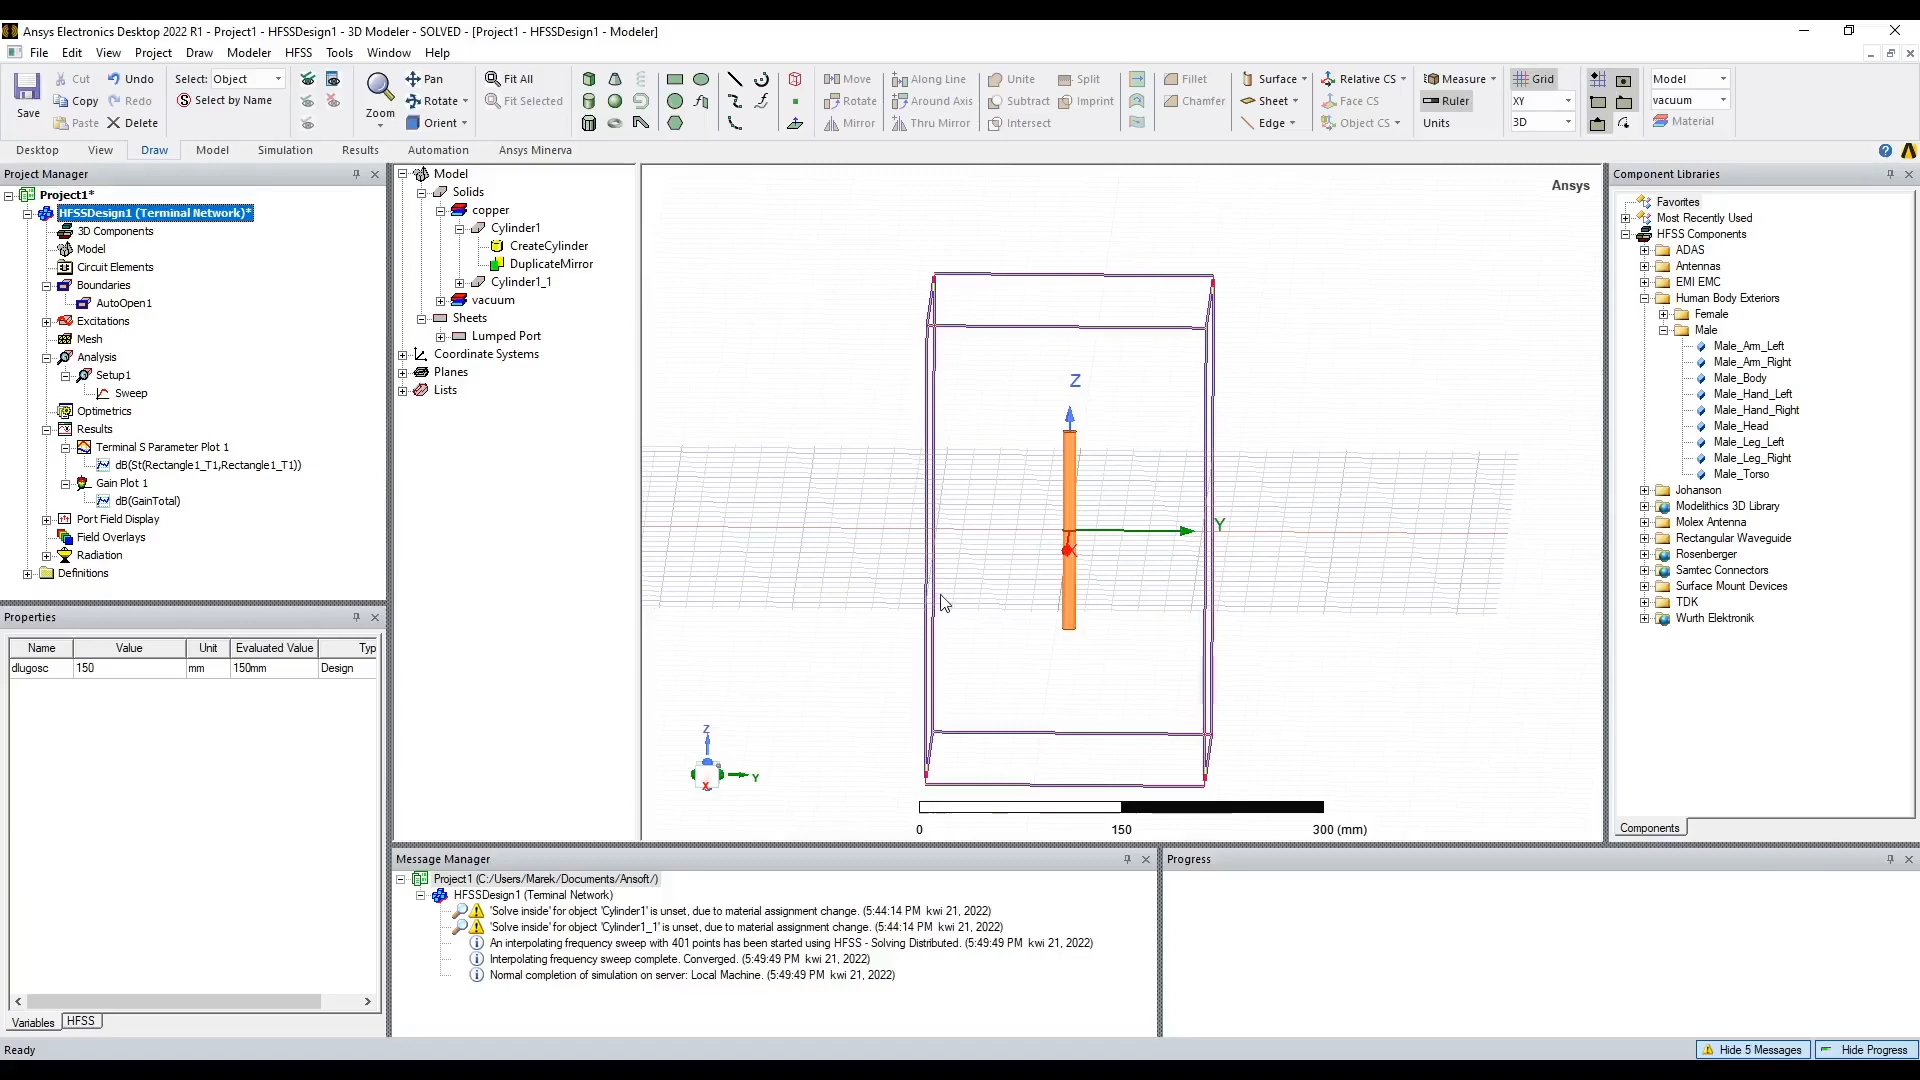 Ansys Electronics Desktop 2022 R1 - Project1 - HFSSDesign1 - 3D Modeler - SOLVED - [Project1 - HFSSDesign1 - Modeler]
File Edit View Project Draw Modeler HFSS Tools Window Help
Cut Undo Select: Object Pan Fit All Move Along Line Unite Split Fillet Surface Relative CS Measure Grid Model
Copy Redo Select by Name Rotate Fit Selected Rotate Around Axis Subtract Imprint Chamfer Sheet Face CS Ruler XY vacuum
Save Paste Delete Zoom Orient Mirror Thru Mirror Intersect Edge Object CS Units 3D Material
Desktop View Draw Model Simulation Results Automation Ansys Minerva
Project Manager
Project1*
HFSSDesign1 (Terminal Network)*
3D Components
Model
Circuit Elements
Boundaries
AutoOpen1
Excitations
Mesh
Analysis
Setup1
Sweep
Optimetrics
Results
Terminal S Parameter Plot 1
dB(St(Rectangle1_T1,Rectangle1_T1))
Gain Plot 1
dB(GainTotal)
Port Field Display
Field Overlays
Radiation
Definitions
Properties
Name Value Unit Evaluated Value Typ
dlugosc 150 mm 150mm Design
Variables HFSS
Model
Solids
copper
Cylinder1
CreateCylinder
DuplicateMirror
Cylinder1_1
vacuum
Sheets
Lumped Port
Coordinate Systems
Planes
Lists
Ansys
Z
Y
X
Z
Y
X
0 150 300 (mm)
Component Libraries
Favorites
Most Recently Used
HFSS Components
ADAS
Antennas
EMI EMC
Human Body Exteriors
Female
Male
Male_Arm_Left
Male_Arm_Right
Male_Body
Male_Hand_Left
Male_Hand_Right
Male_Head
Male_Leg_Left
Male_Leg_Right
Male_Torso
Johanson
Modelithics 3D Library
Molex Antenna
Rectangular Waveguide
Rosenberger
Samtec Connectors
Surface Mount Devices
TDK
Wurth Elektronik
Components
Message Manager
Project1 (C:/Users/Marek/Documents/Ansoft/)
HFSSDesign1 (Terminal Network)
'Solve inside' for object 'Cylinder1' is unset, due to material assignment change. (5:44:14 PM kwi 21, 2022)
'Solve inside' for object 'Cylinder1_1' is unset, due to material assignment change. (5:44:14 PM kwi 21, 2022)
An interpolating frequency sweep with 401 points has been started using HFSS - Solving Distributed. (5:49:49 PM kwi 21, 2022)
Interpolating frequency sweep complete. Converged. (5:49:49 PM kwi 21, 2022)
Normal completion of simulation on server: Local Machine. (5:49:49 PM kwi 21, 2022)
Progress
Ready
Hide 5 Messages Hide Progress